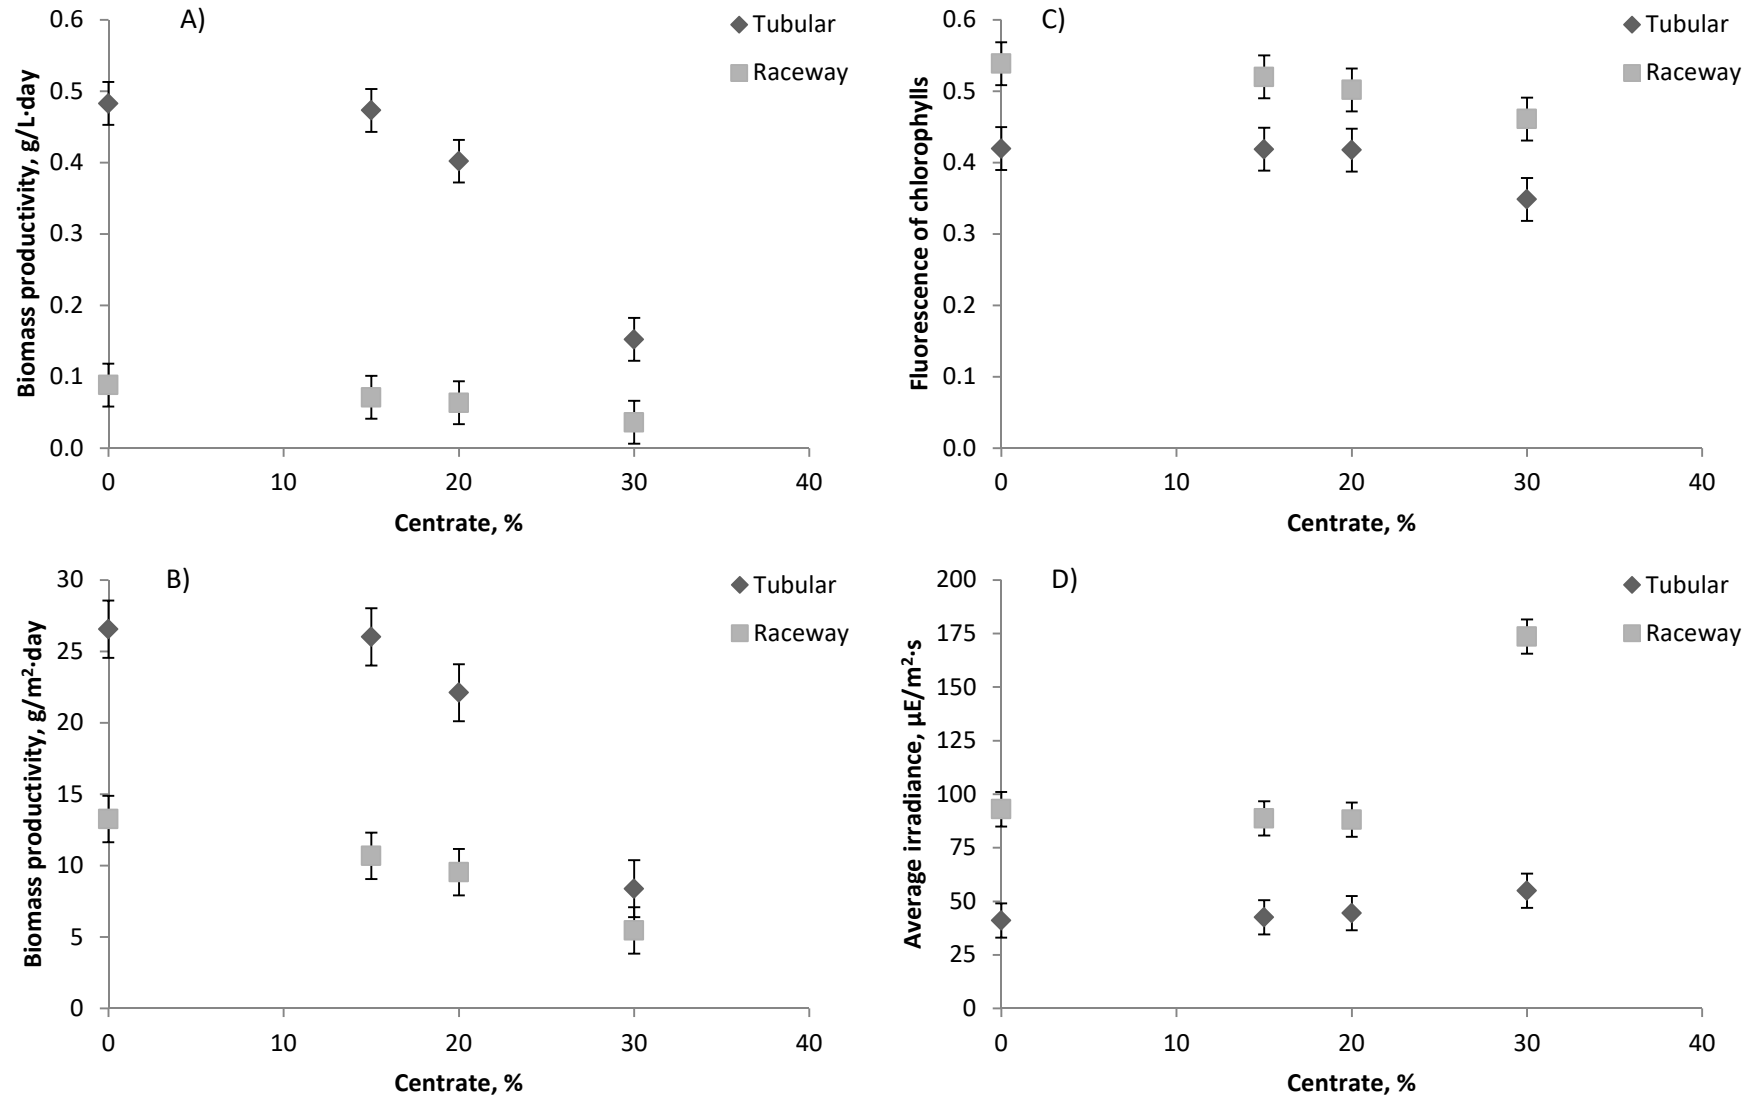 A)
Tubular
Raceway
Biomass productivity, g/L·day
0.6
0.5
0.4
0.3
0.2
0.1
0.0
0 10 20 30 40
Centrate, %
C)
Tubular
Raceway
Fluorescence of chlorophylls
0.6
0.5
0.4
0.3
0.2
0.1
0.0
0 10 20 30 40
Centrate, %
B)
Tubular
Raceway
Biomass productivity, g/m²·day
30
25
20
15
10
5
0
0 10 20 30 40
Centrate, %
D)
Tubular
Raceway
Average irradiance, µE/m²·s
200
175
150
125
100
75
50
25
0
0 10 20 30 40
Centrate, %